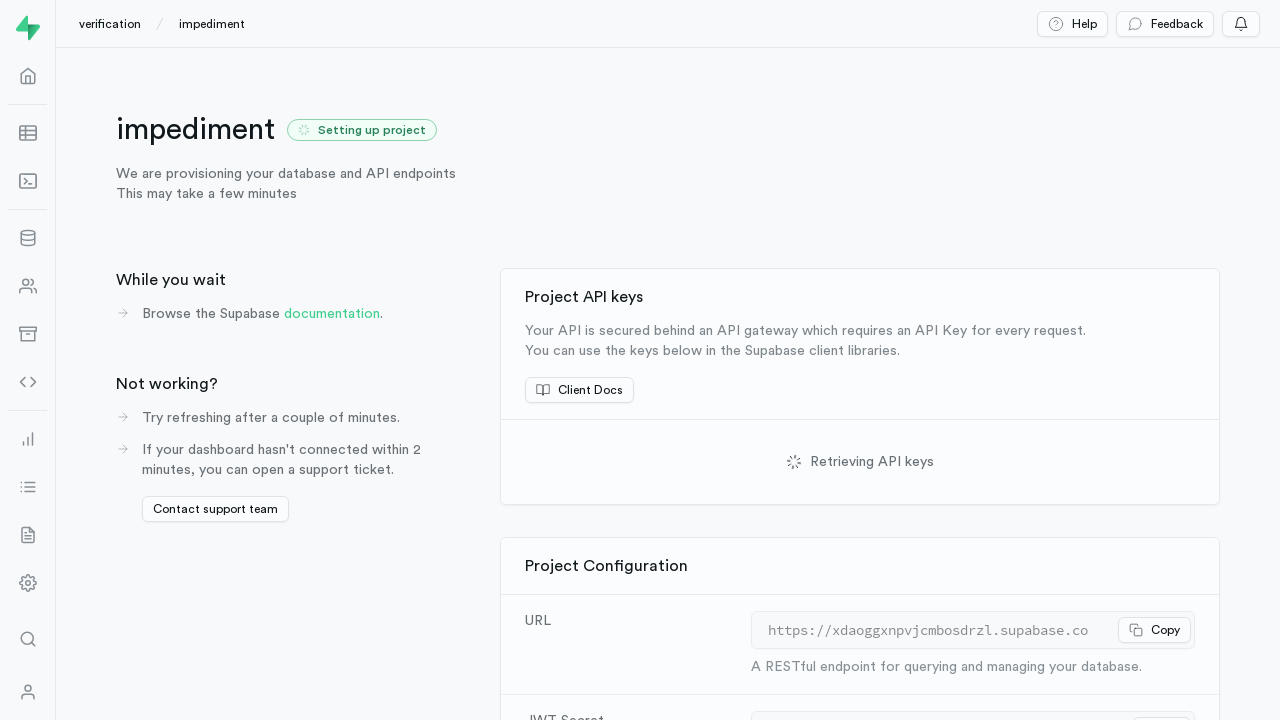 verification / impediment
Help
Feedback
impediment
Setting up project
We are provisioning your database and API endpoints
This may take a few minutes
While you wait
Browse the Supabase documentation.
Not working?
Try refreshing after a couple of minutes.
If your dashboard hasn't connected within 2
minutes, you can open a support ticket.
Contact support team
Project API keys
Your API is secured behind an API gateway which requires an API Key for every request.
You can use the keys below in the Supabase client libraries.
Client Docs
Retrieving API keys
Project Configuration
URL
https://xdaoggxnpvjcmbosdrzl.supabase.co
Copy
A RESTful endpoint for querying and managing your database.
JWT Secret